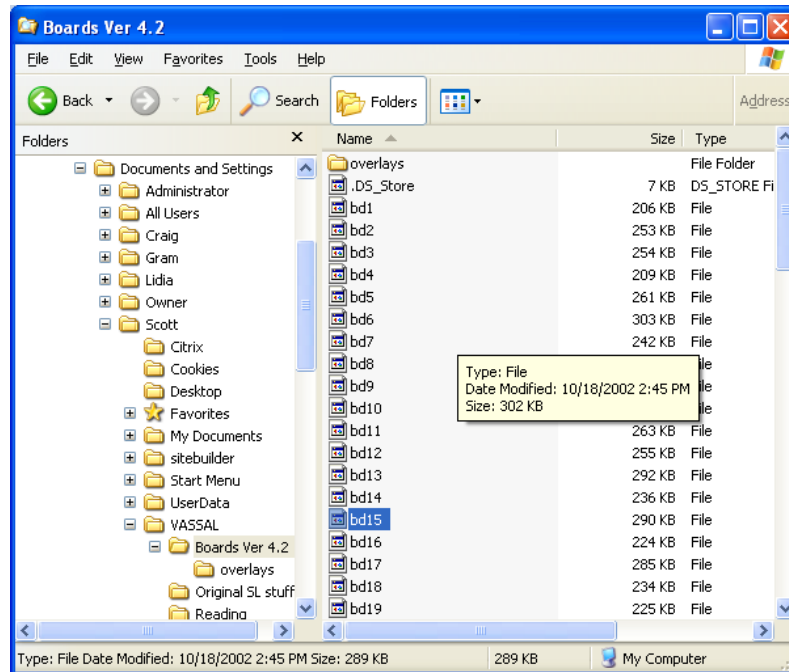 Boards Ver 4.2
File Edit View Favorites Tools Help
Back Search Folders Address
Folders x Name Size Type
Documents and Settings
Administrator
All Users
Craig
Gram
Lidia
Owner
Scott
Citrix
Cookies
Desktop
Favorites
My Documents
sitebuilder
Start Menu
UserData
VASSAL
Boards Ver 4.2
overlays
Original SL stuff
Reading
overlays File Folder
.DS_Store 7 KB DS_STORE Fi
bd1 206 KB File
bd2 253 KB File
bd3 254 KB File
bd4 209 KB File
bd5 261 KB File
bd6 303 KB File
bd7 242 KB File
bd8 ile
bd9 ile
bd10 ile
bd11 263 KB File
bd12 255 KB File
bd13 292 KB File
bd14 236 KB File
bd15 290 KB File
bd16 224 KB File
bd17 285 KB File
bd18 234 KB File
bd19 225 KB File
Type: File
Date Modified: 10/18/2002 2:45 PM
Size: 302 KB
Type: File Date Modified: 10/18/2002 2:45 PM Size: 289 KB 289 KB My Computer